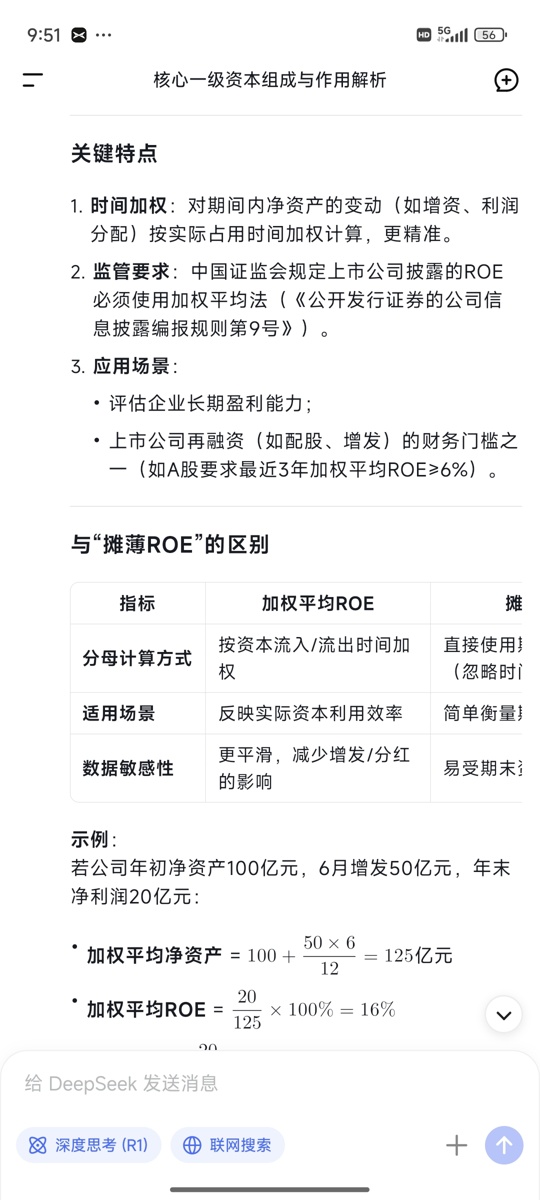 9:51 ··· HD 5G 56
核心一级资本组成与作用解析
关键特点
1. 时间加权：对期间内净资产的变动（如增资、利润
分配）按实际占用时间加权计算，更精准。
2. 监管要求：中国证监会规定上市公司披露的ROE
必须使用加权平均法（《公开发行证券的公司信
息披露编报规则第9号》）。
3. 应用场景：
• 评估企业长期盈利能力；
• 上市公司再融资（如配股、增发）的财务门槛之
一（如A股要求最近3年加权平均ROE≥6%）。
与“摊薄ROE”的区别
指标 加权平均ROE 摊
分母计算方式 按资本流入/流出时间加权 直接使用
（忽略时
适用场景 反映实际资本利用效率 简单衡量
数据敏感性 更平滑，减少增发/分红的影响 易受期末
示例：
若公司年初净资产100亿元，6月增发50亿元，年末
净利润20亿元：
• 加权平均净资产 = 100 + 50 × 6 / 12 = 125亿元
• 加权平均ROE = 20 / 125 × 100% = 16%
20
给 DeepSeek 发送消息
深度思考 (R1) 联网搜索